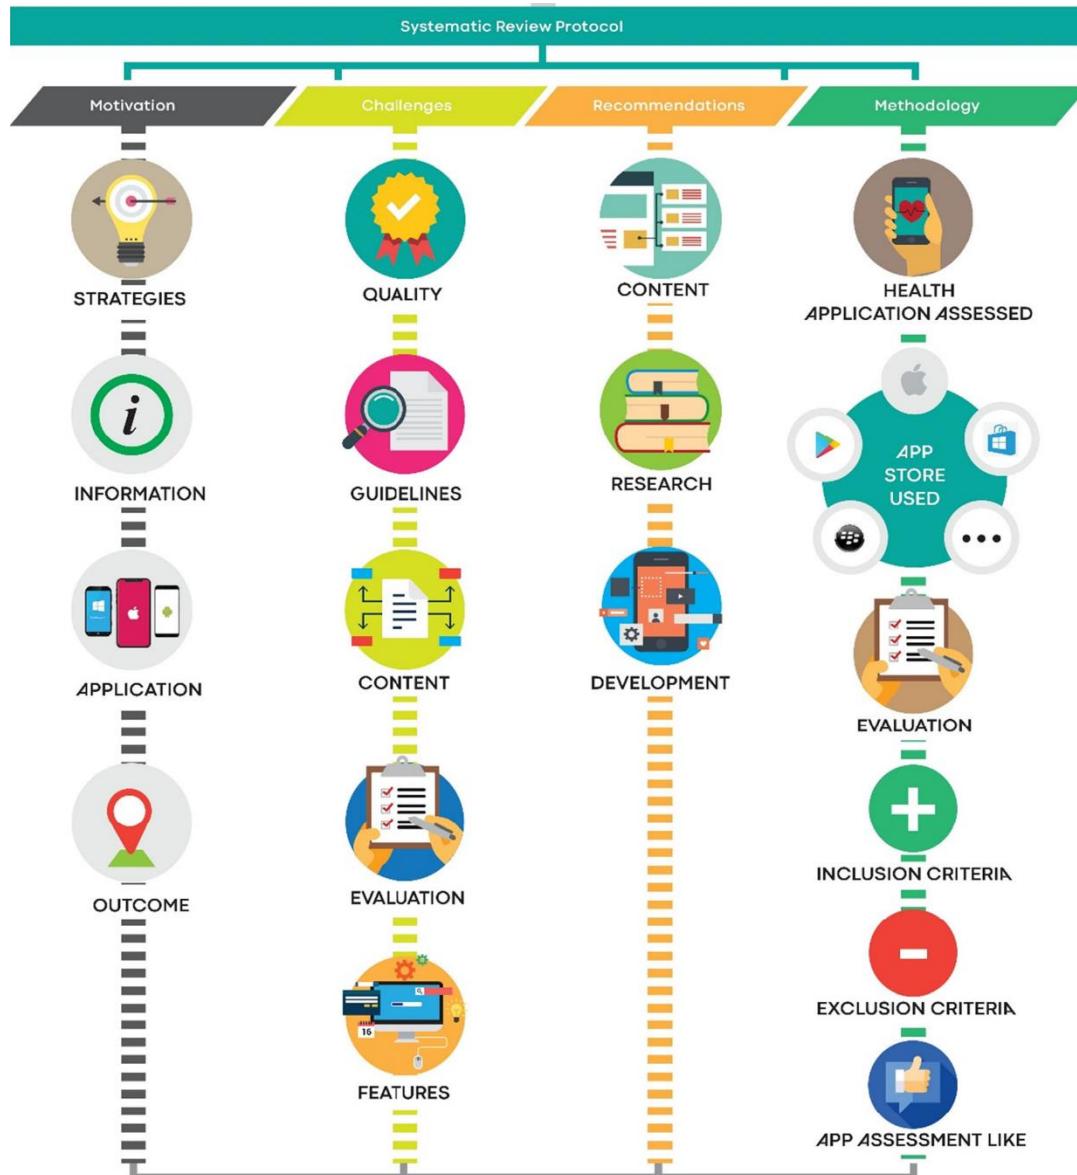 Systematic Review Protocol
Motivation
Challenges
Recommendations
Methodology
STRATEGIES
INFORMATION
i
APPLICATION
OUTCOME
QUALITY
GUIDELINES
CONTENT
EVALUATION
16
FEATURES
CONTENT
RESEARCH
DEVELOPMENT
HEALTH
APPLICATION ASSESSED
APP
STORE
USED
EVALUATION
INCLUSION CRITERIA
EXCLUSION CRITERIA
APP ASSESSMENT LIKE